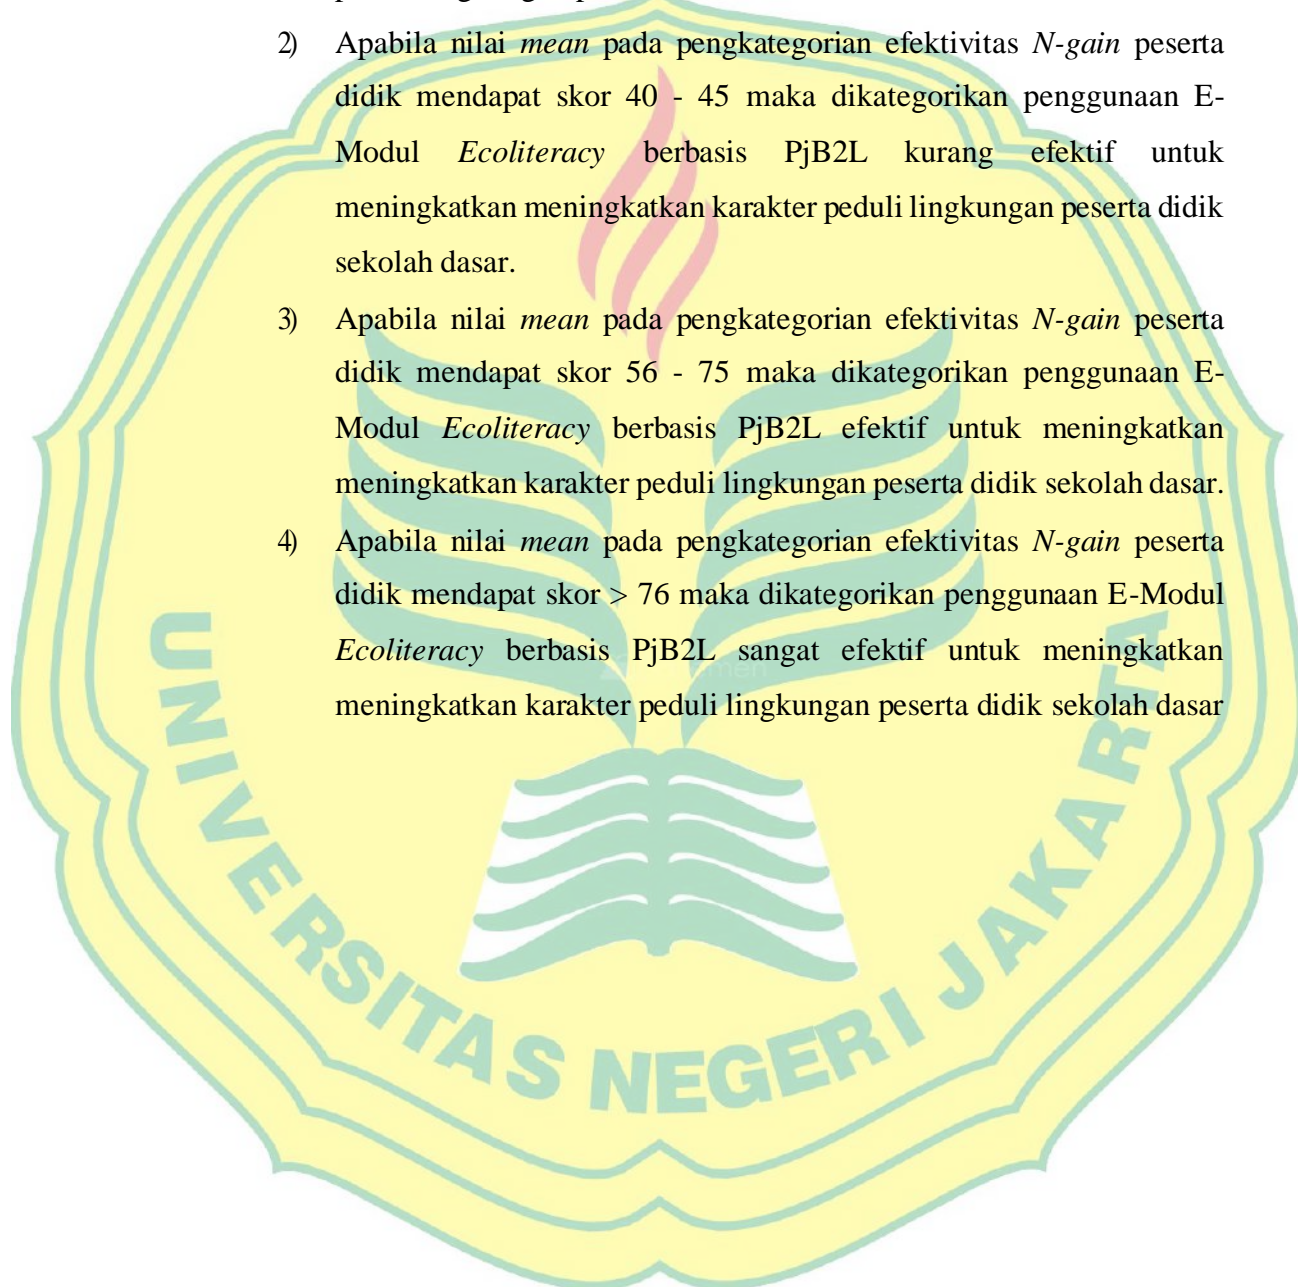 2) Apabila nilai mean pada pengkategorian efektivitas N-gain peserta
didik mendapat skor 40 - 45 maka dikategorikan penggunaan E-
Modul Ecoliteracy berbasis PjB2L kurang efektif untuk
meningkatkan meningkatkan karakter peduli lingkungan peserta didik
sekolah dasar.
3) Apabila nilai mean pada pengkategorian efektivitas N-gain peserta
didik mendapat skor 56 - 75 maka dikategorikan penggunaan E-
Modul Ecoliteracy berbasis PjB2L efektif untuk meningkatkan
meningkatkan karakter peduli lingkungan peserta didik sekolah dasar.
4) Apabila nilai mean pada pengkategorian efektivitas N-gain peserta
didik mendapat skor > 76 maka dikategorikan penggunaan E-Modul
Ecoliteracy berbasis PjB2L sangat efektif untuk meningkatkan
meningkatkan karakter peduli lingkungan peserta didik sekolah dasar
UNIVERSITAS NEGERI JAKARTA